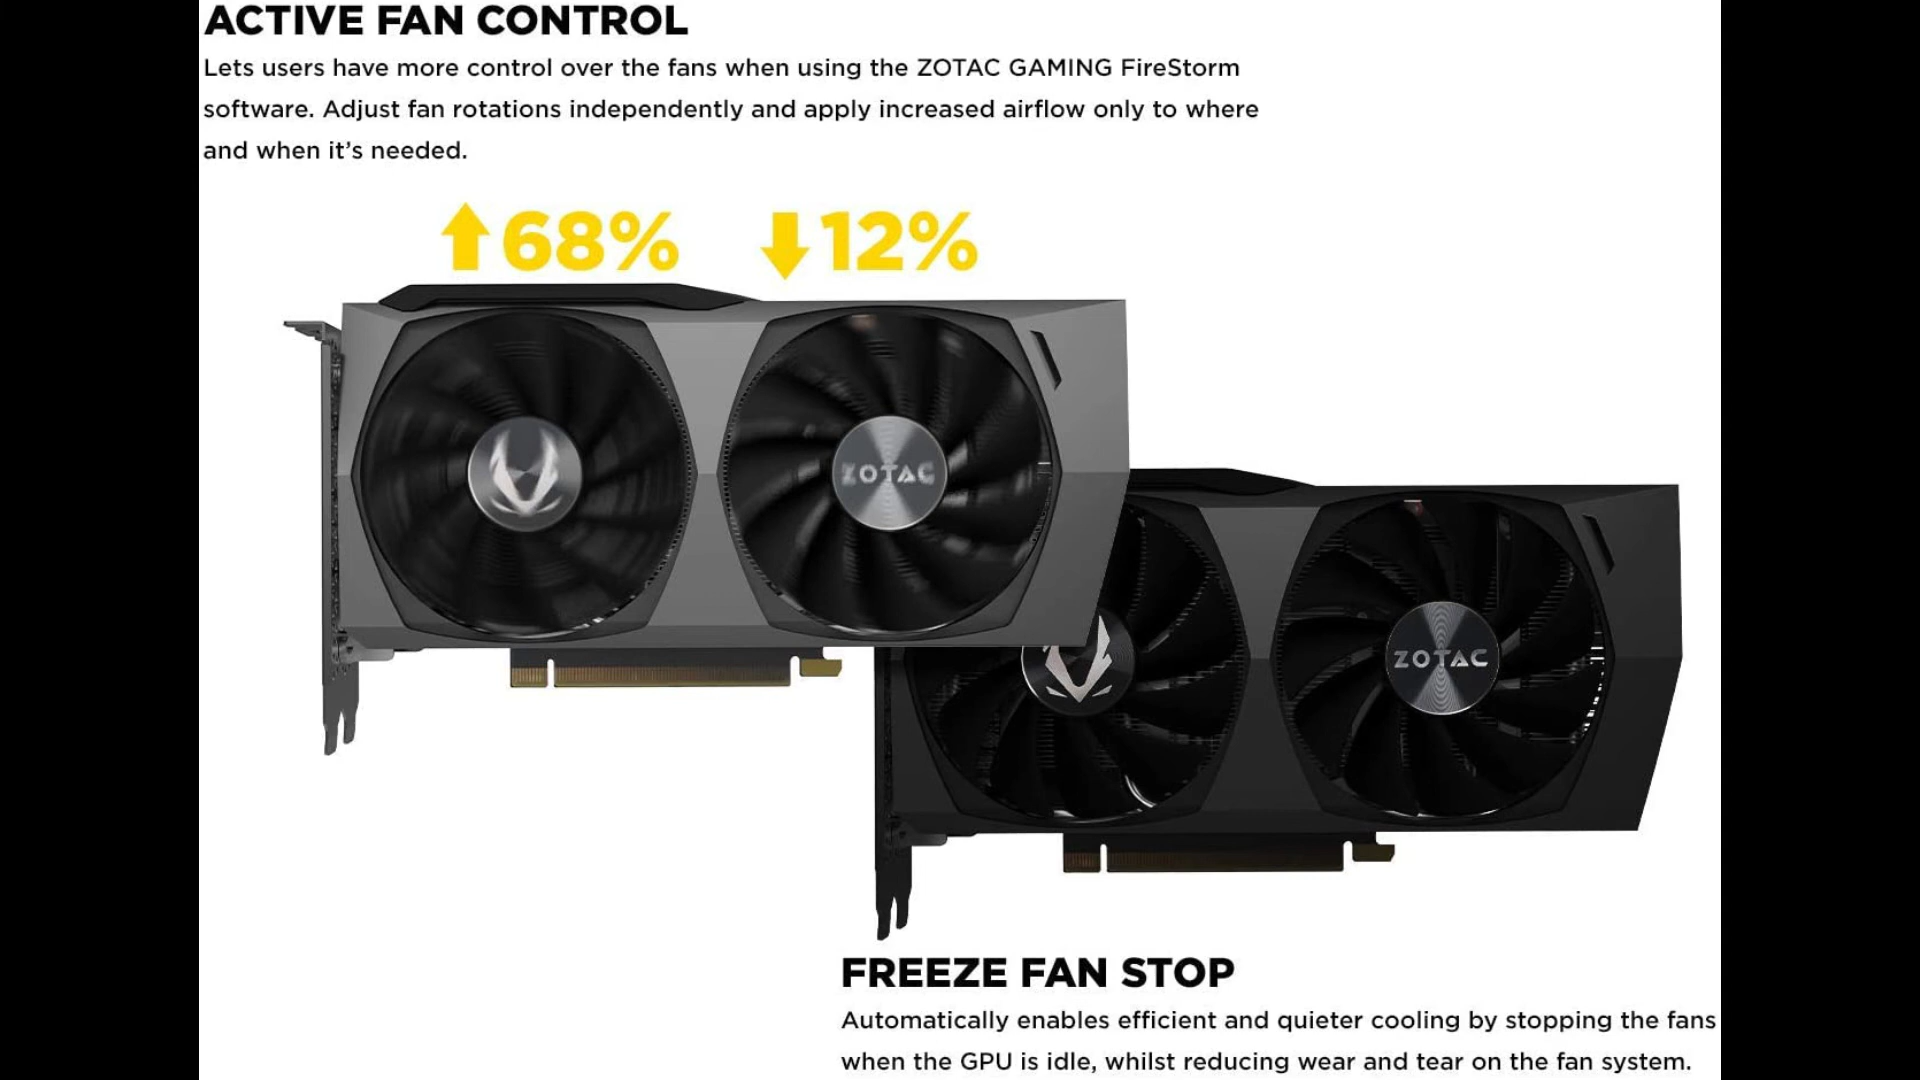 ACTIVE FAN CONTROL
Lets users have more control over the fans when using the ZOTAC GAMING FireStorm
software. Adjust fan rotations independently and apply increased airflow only to where
and when it’s needed.
68% 12%
ZOTAC
ZOTAC
FREEZE FAN STOP
Automatically enables efficient and quieter cooling by stopping the fans
when the GPU is idle, whilst reducing wear and tear on the fan system.